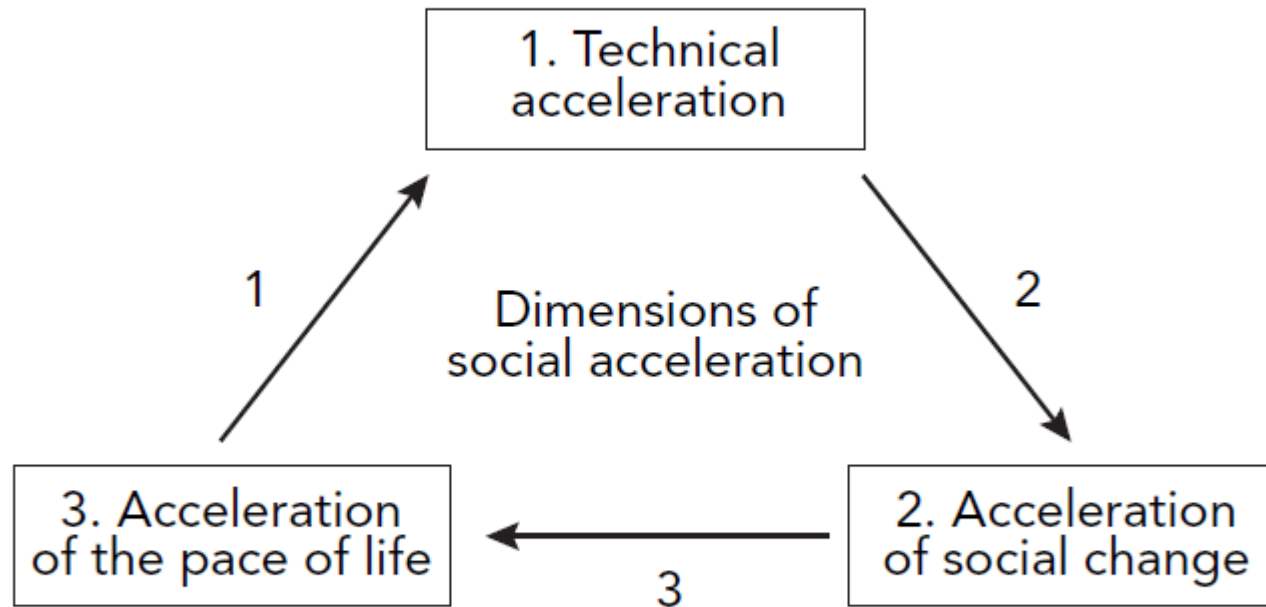 1. Technical
acceleration
1
2
Dimensions of
social acceleration
3. Acceleration
of the pace of life
2. Acceleration
of social change
3